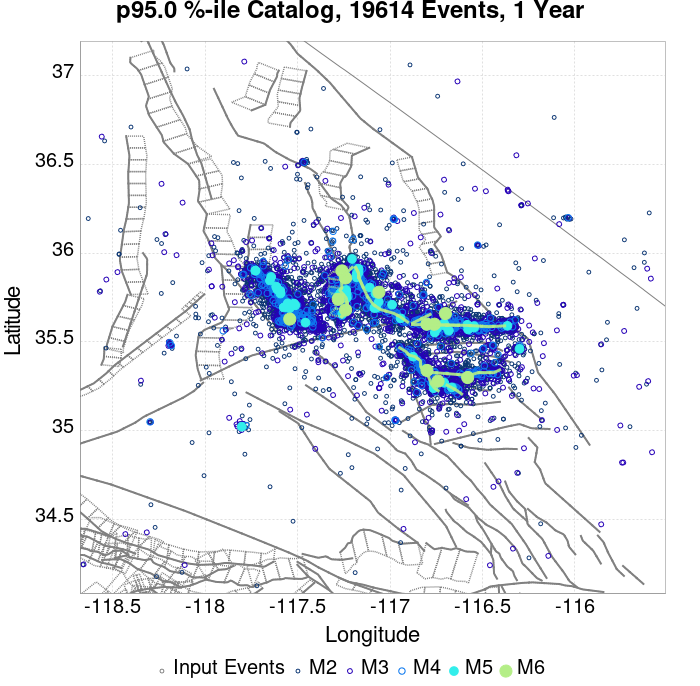 p95.0 %-ile Catalog, 19614 Events, 1 Year
37
36.5
36
35.5
35
34.5
Latitude
-118.5 -118 -117.5 -117 -116.5 -116
Longitude
Input Events M2 M3 M4 M5 M6